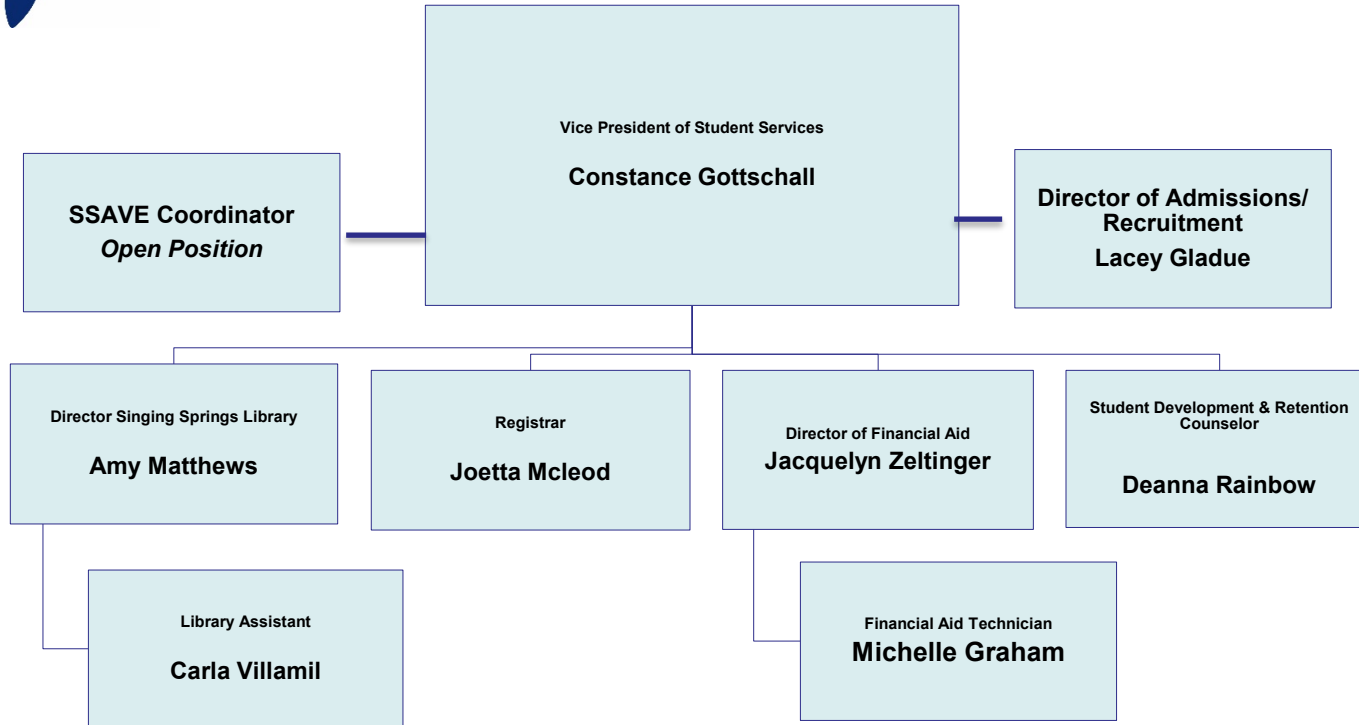 Vice President of Student Services
Constance Gottschall
SSAVE Coordinator
Open Position
Director of Admissions/
Recruitment
Lacey Gladue
Director Singing Springs Library
Amy Matthews
Registrar
Joetta Mcleod
Director of Financial Aid
Jacquelyn Zeltinger
Student Development & Retention
Counselor
Deanna Rainbow
Library Assistant
Carla Villamil
Financial Aid Technician
Michelle Graham